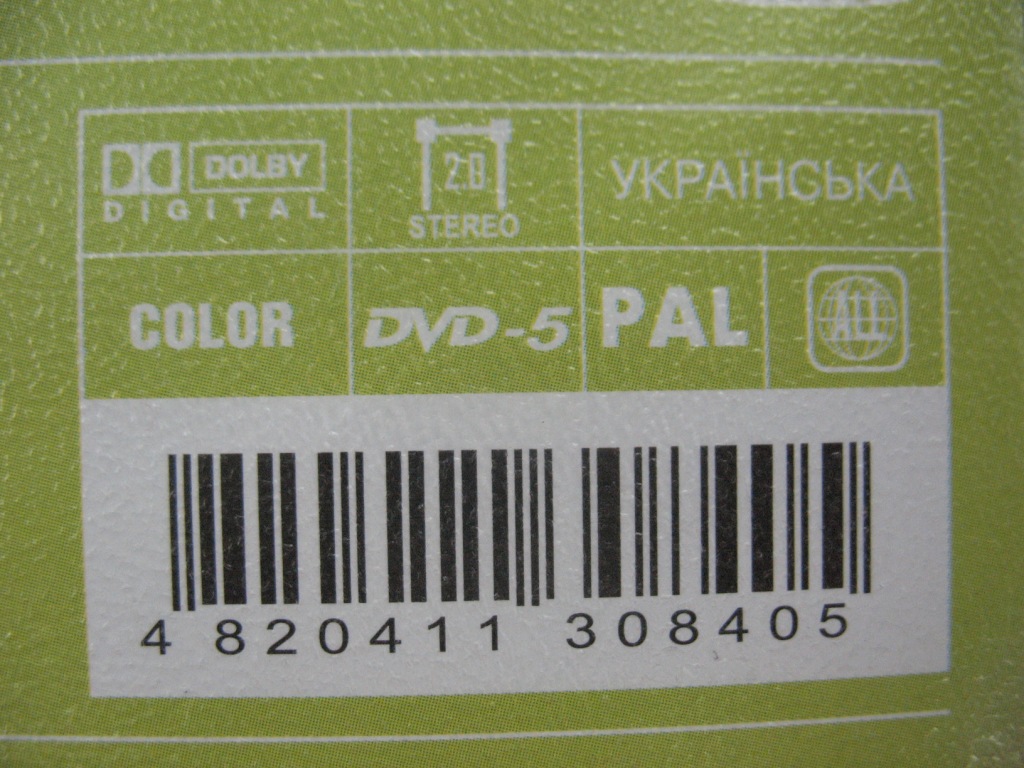 DOLBY
DIGITAL
2.0
STEREO
УКРАЇНСЬКА
COLOR
DVD-5
PAL
ALL
4 820411 308405